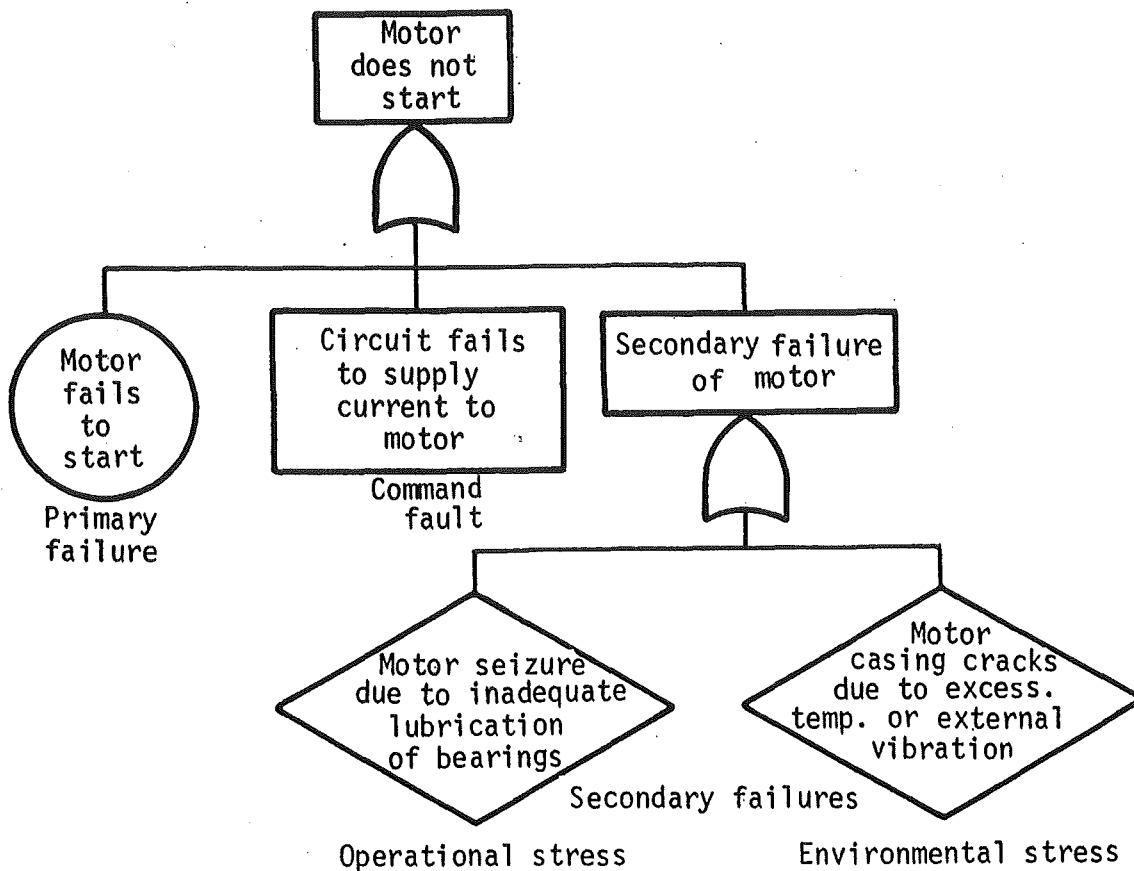 Motor
does not
start
Motor
fails
to
start
Primary
failure
Circuit fails
to supply
current to
motor
Command
fault
Secondary failure
of motor
Motor seizure
due to inadequate
lubrication
of bearings
Motor
casing cracks
due to excess.
temp. or external
vibration
Secondary failures
Operational stress
Environmental stress